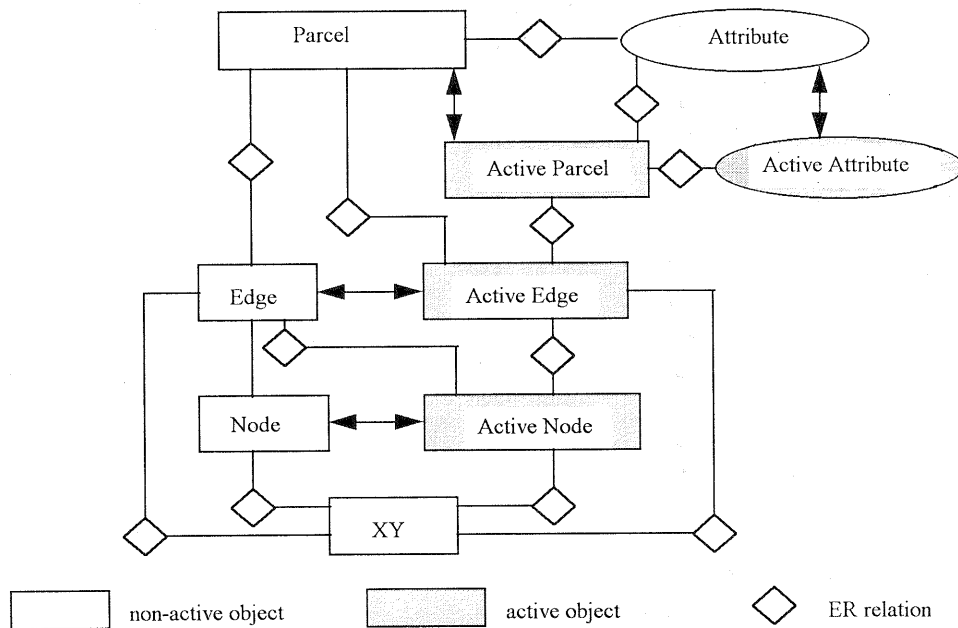 Parcel
Attribute
Active Parcel
Active Attribute
Edge
Active Edge
Node
Active Node
XY
non-active object
active object
ER relation